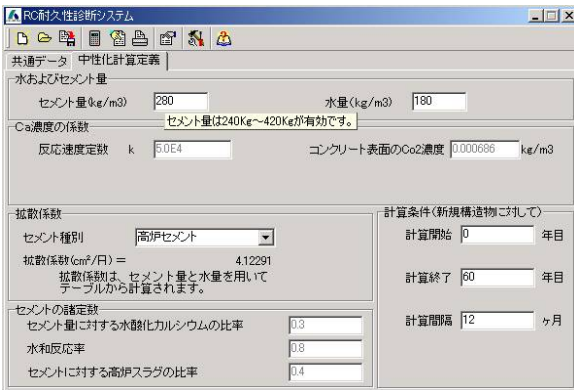 RC耐久性診断システム
共通データ 中性化計算定義
水およびセメント量
セメント量(kg/m3) 280 水量(kg/m3) 180
セメント量は240Kg～420Kgが有効です。
Ca濃度の係数
反応速度定数 k 5.0E4 コンクリート表面のCo2濃度 0.000686 kg/m3
拡散係数
セメント種別 高炉セメント
拡散係数(cm²/月)= 4.12291
拡散係数は、セメント量と水量を用いて
テーブルから計算されます。
セメントの諸定数
セメント量に対する水酸化カルシウムの比率 0.3
水和反応率 0.8
セメントに対する高炉スラグの比率 0.4
計算条件(新規構造物に対して)
計算開始 0 年目
計算終了 60 年目
計算間隔 12 ヶ月